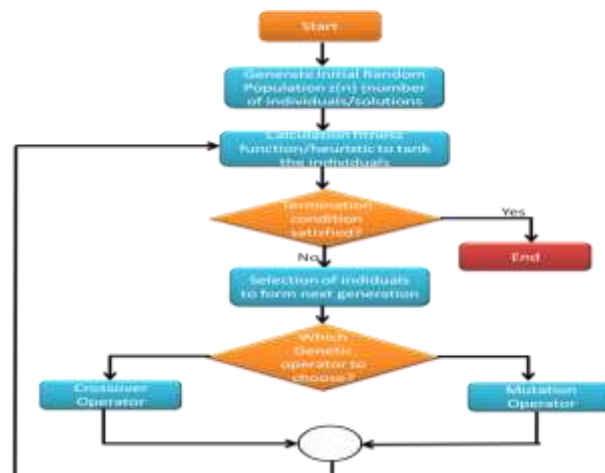 Start
Generate Initial Random
Population z(n) (number
of individuals/solutions
Calculation fitness
function/heuristic to tank
the individuals
Termination
condition
satisfied?
Yes
End
No
Selection of indiduals
to form next generation
Which
Genetic
operator to
choose?
Crossover
Operator
Mutation
Operator